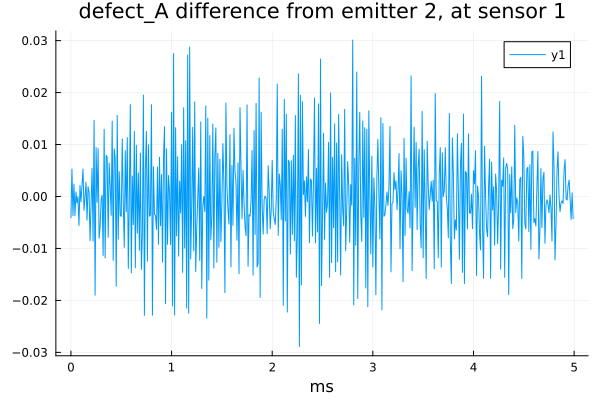 defect_A difference from emitter 2, at sensor 1
y1
0.03
0.02
0.01
0.00
−0.01
−0.02
−0.03
0 1 2 3 4 5
ms